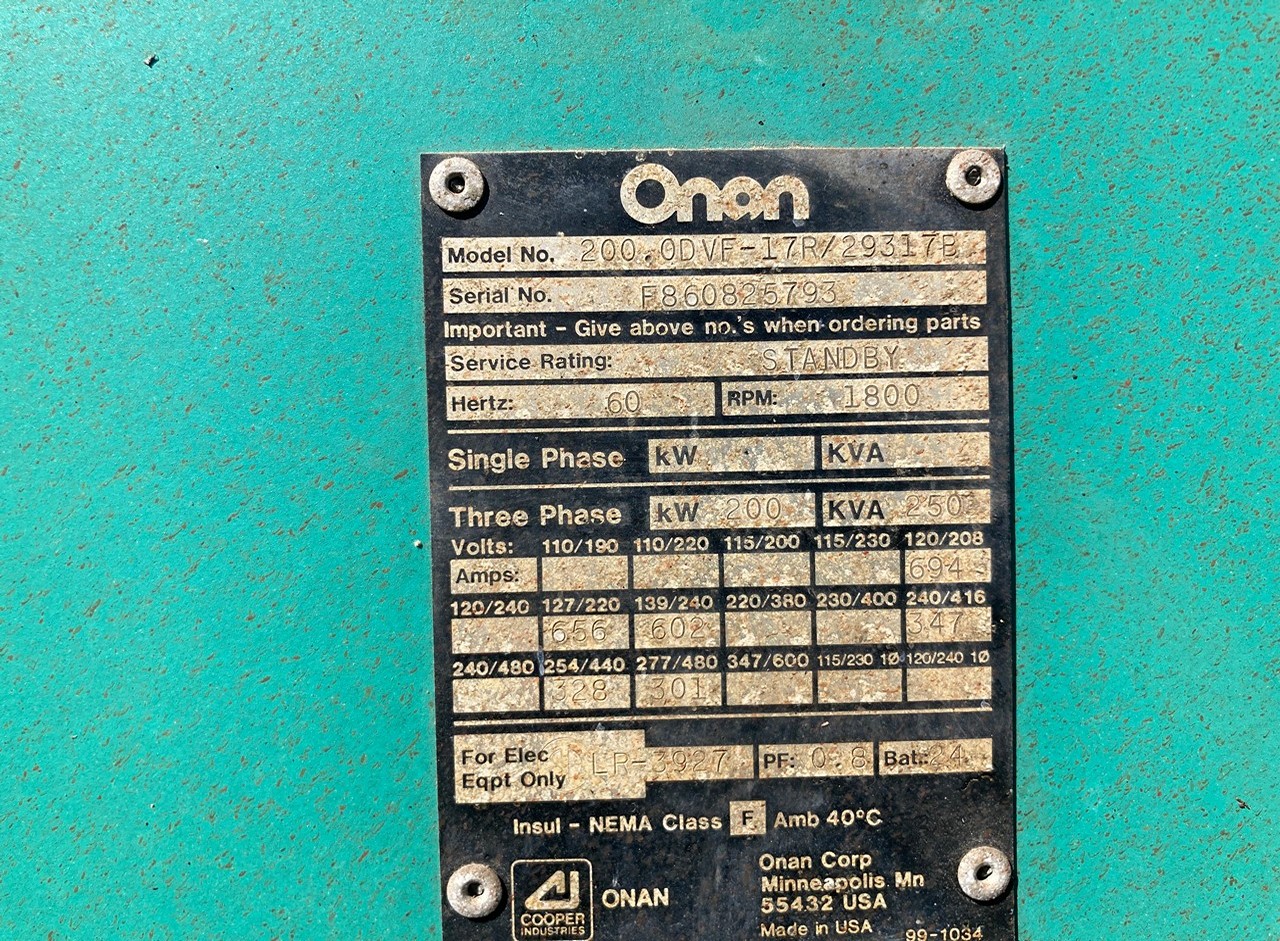 Onan
Model No. 200.0DVF-17R/29317B
Serial No. F860825793
Important - Give above no.'s when ordering parts
Service Rating: STANDBY
Hertz: 60 RPM: 1800
Single Phase kW KVA
Three Phase kW 200 KVA 250
Volts: 110/190 110/220 115/200 115/230 120/208
Amps: 694
120/240 127/220 139/240 220/380 230/400 240/416
656 602 347
240/480 254/440 277/480 347/600 115/230 1Ø 120/240 1Ø
328 301
For Elec
Eqpt Only LR-3927 PF: 0.8 Bat.: 24
Insul - NEMA Class F Amb 40°C
COOPER
INDUSTRIES
ONAN
Onan Corp
Minneapolis Mn
55432 USA
Made in USA 99-1034